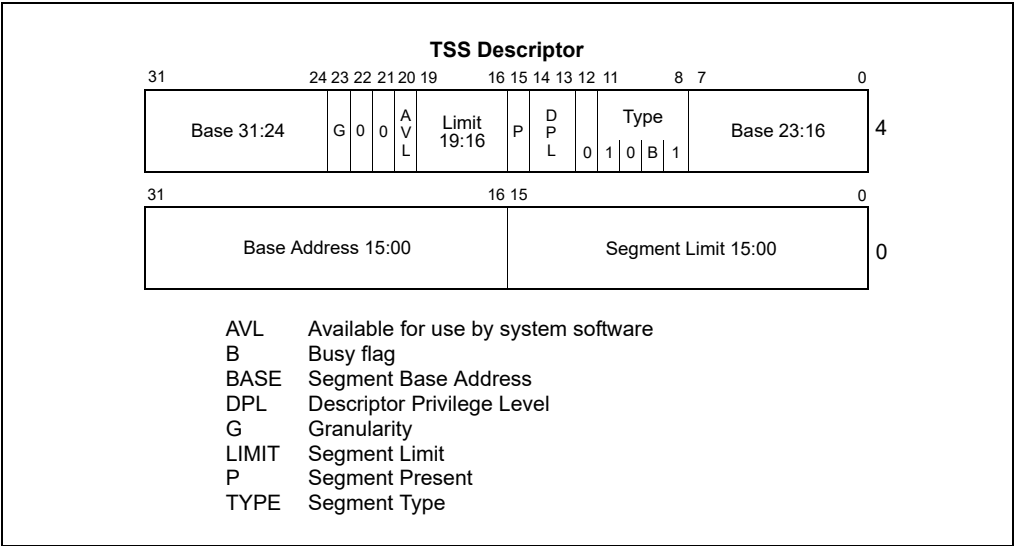 TSS Descriptor
31 24 23 22 21 20 19 16 15 14 13 12 11 8 7 0
Base 31:24 G 0 0 AVL Limit 19:16 P DPL 0 Type 1 0 B 1 Base 23:16 4
31 16 15 0
Base Address 15:00 Segment Limit 15:00 0
AVL Available for use by system software
B Busy flag
BASE Segment Base Address
DPL Descriptor Privilege Level
G Granularity
LIMIT Segment Limit
P Segment Present
TYPE Segment Type